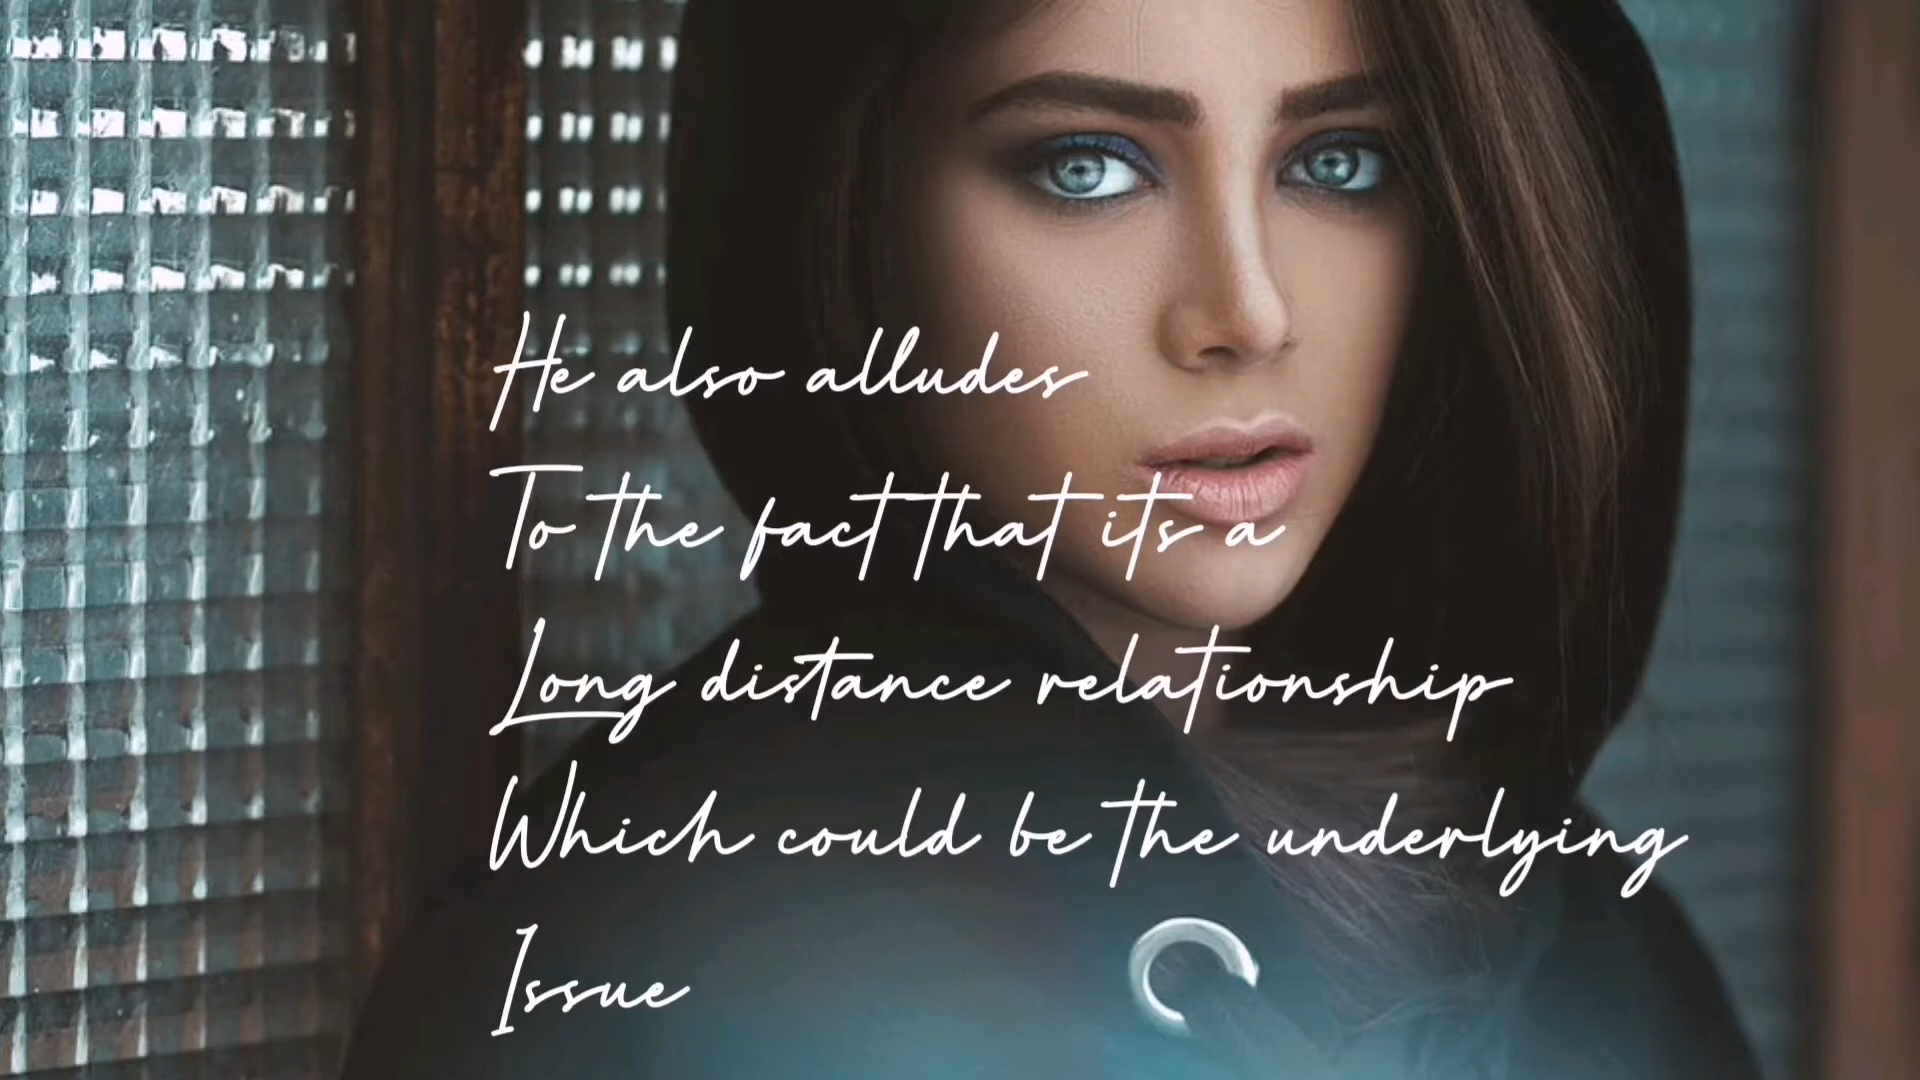 He also alludes
To the fact that its a
Long distance relationship
Which could be the underlying
Issue